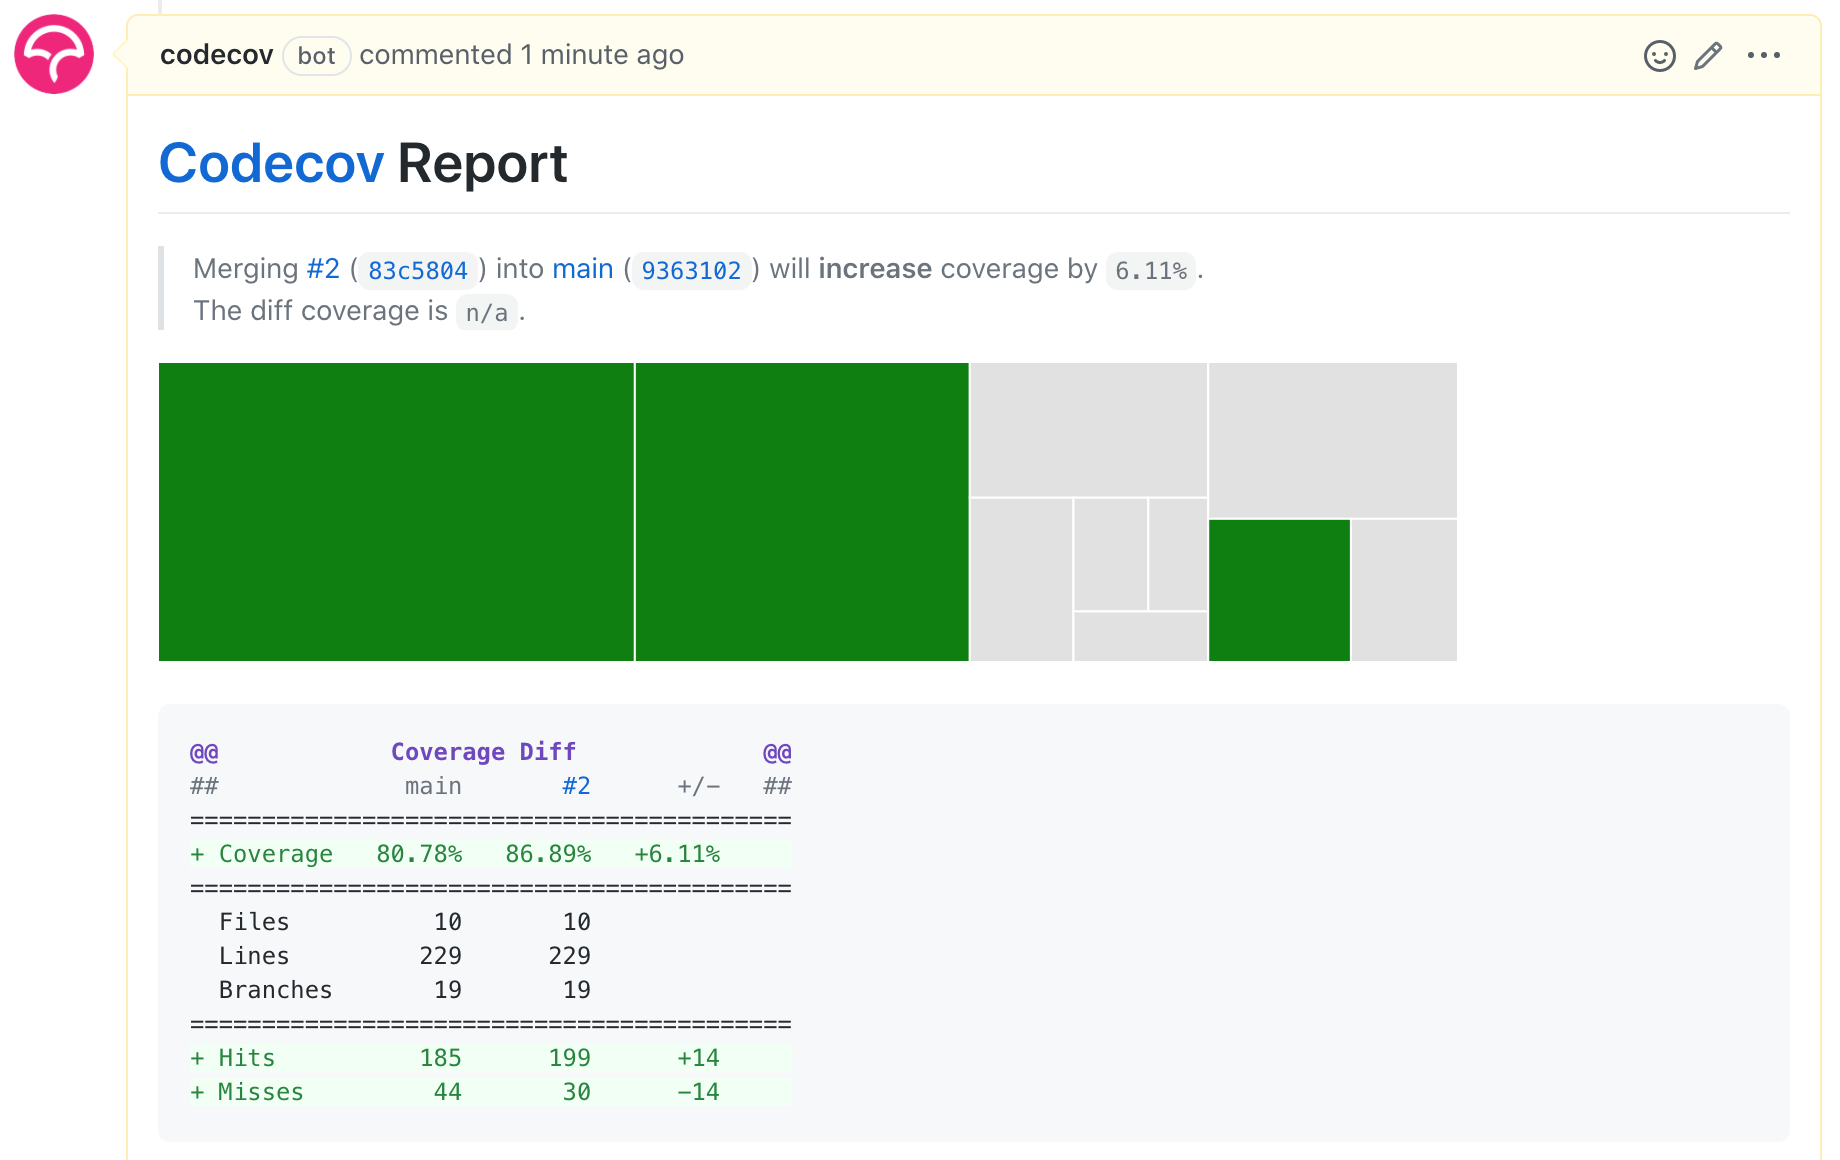 codecov bot commented 1 minute ago
Codecov Report
Merging #2 (83c5804) into main (9363102) will increase coverage by 6.11%.
The diff coverage is n/a.
@@            Coverage Diff             @@
##             main       #2      +/-   ##
==========================================
+ Coverage   80.78%   86.89%   +6.11%
==========================================
  Files          10       10
  Lines         229      229
  Branches       19       19
==========================================
+ Hits          185      199      +14
+ Misses         44       30      -14